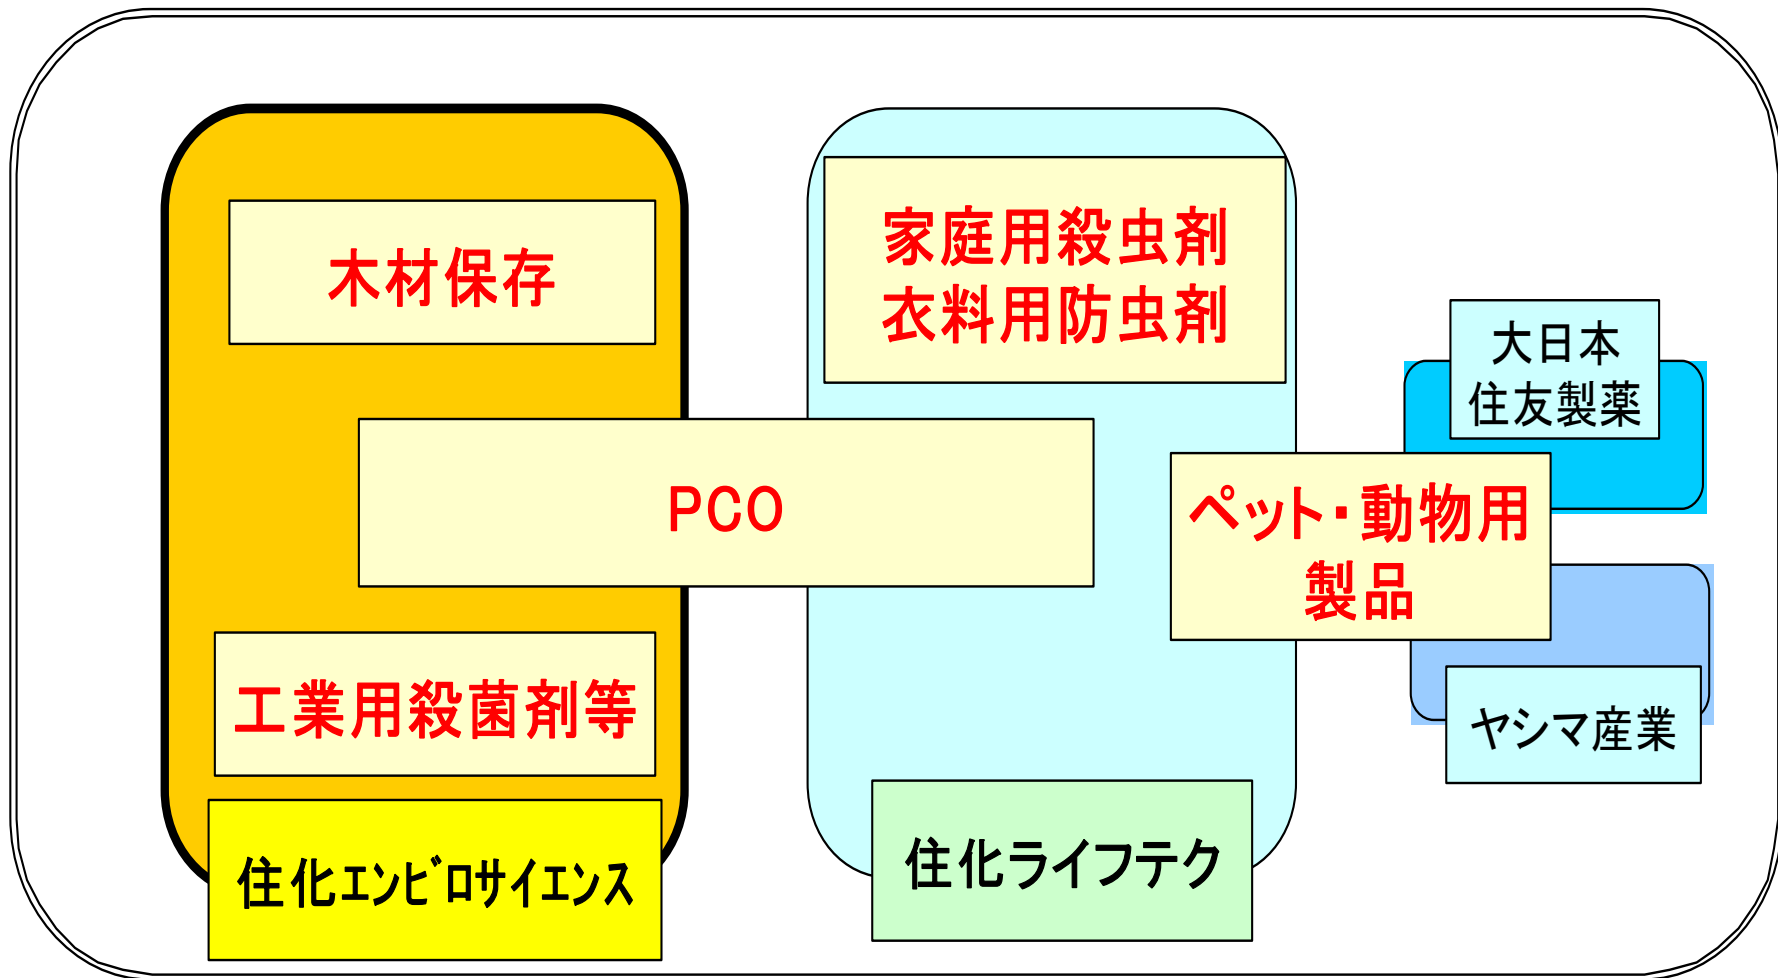 木材保存
家庭用殺虫剤
衣料用防虫剤
大日本
住友製薬
PCO
ペット・動物用
製品
工業用殺菌剤等
ヤシマ産業
住化エンビロサイエンス
住化ライフテク